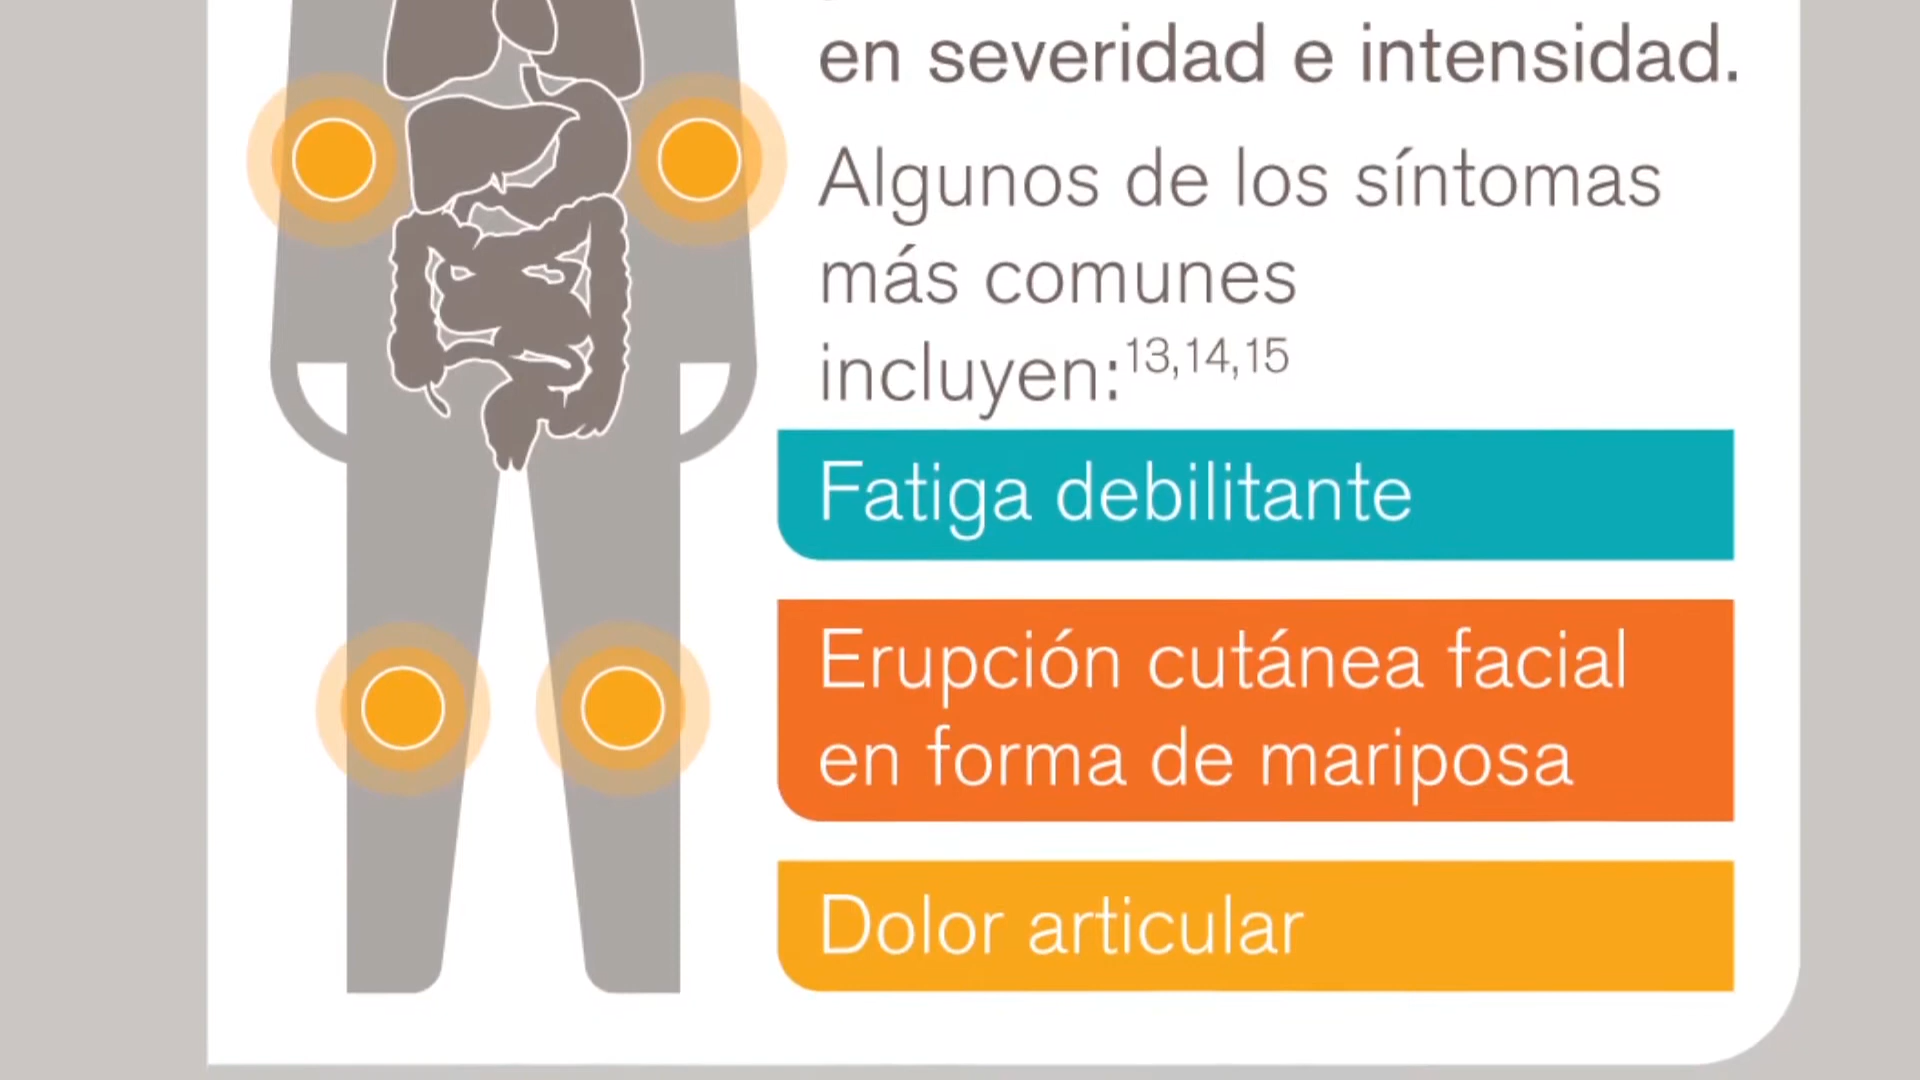 en severidad e intensidad.
Algunos de los síntomas
más comunes
incluyen:13,14,15
Fatiga debilitante
Erupción cutánea facial
en forma de mariposa
Dolor articular